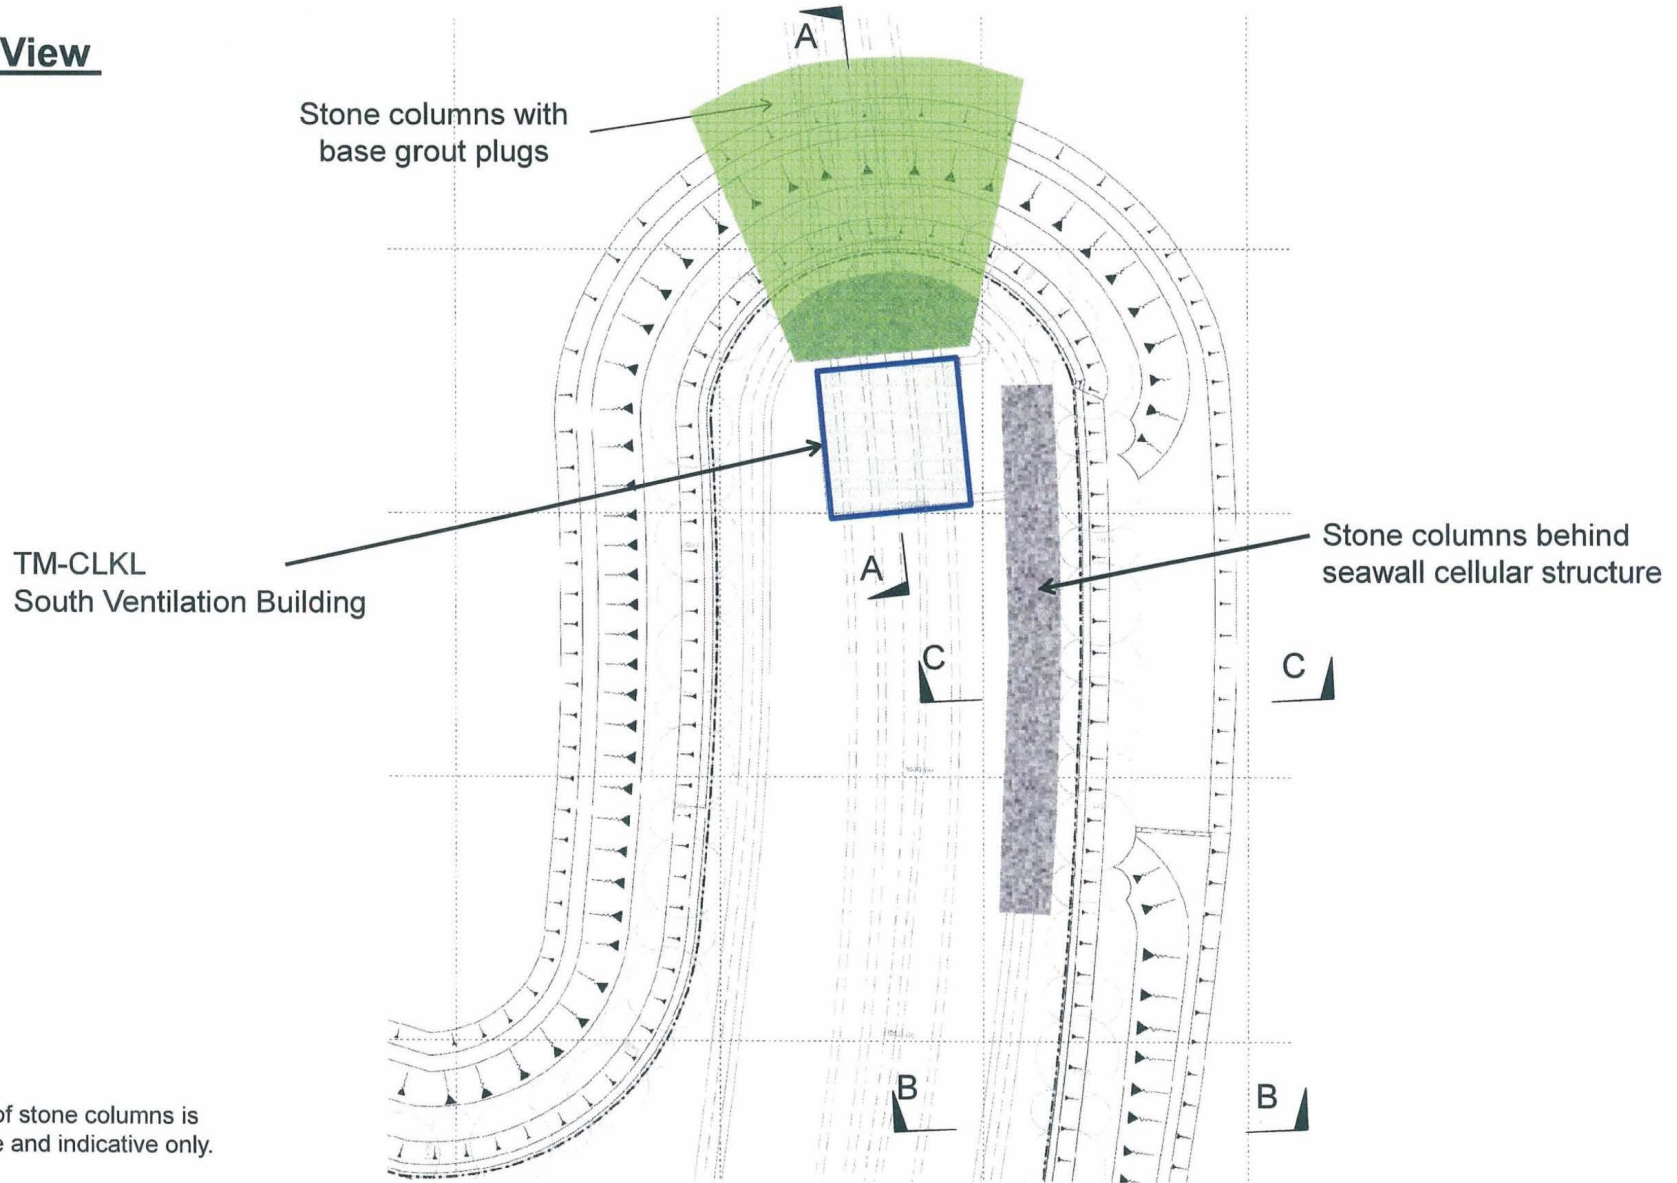 View
A
Stone columns with
base grout plugs
A
Stone columns behind
seawall cellular structure
TM-CLKL
South Ventilation Building
C
C
B
B
of stone columns is
and indicative only.